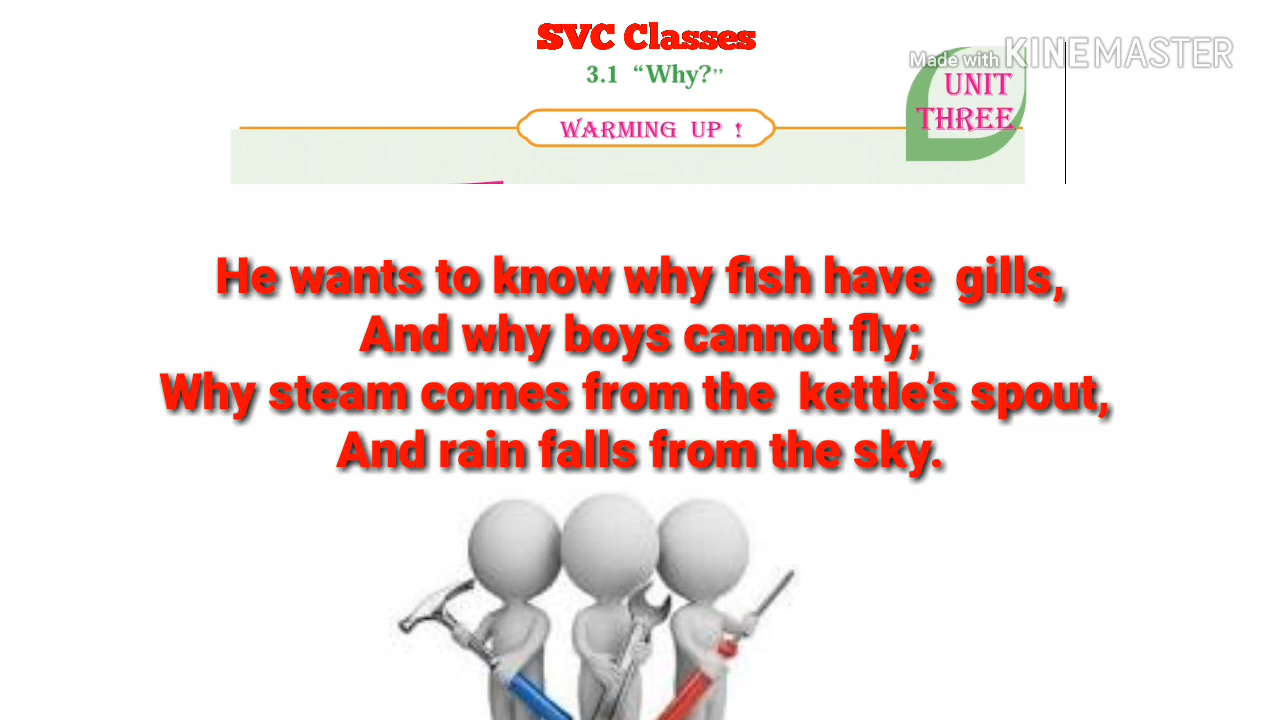 SVC Classes
Made with KINEMASTER
3.1 “Why?”
UNIT
THREE
WARMING UP !
He wants to know why fish have gills,
And why boys cannot fly;
Why steam comes from the kettle’s spout,
And rain falls from the sky.